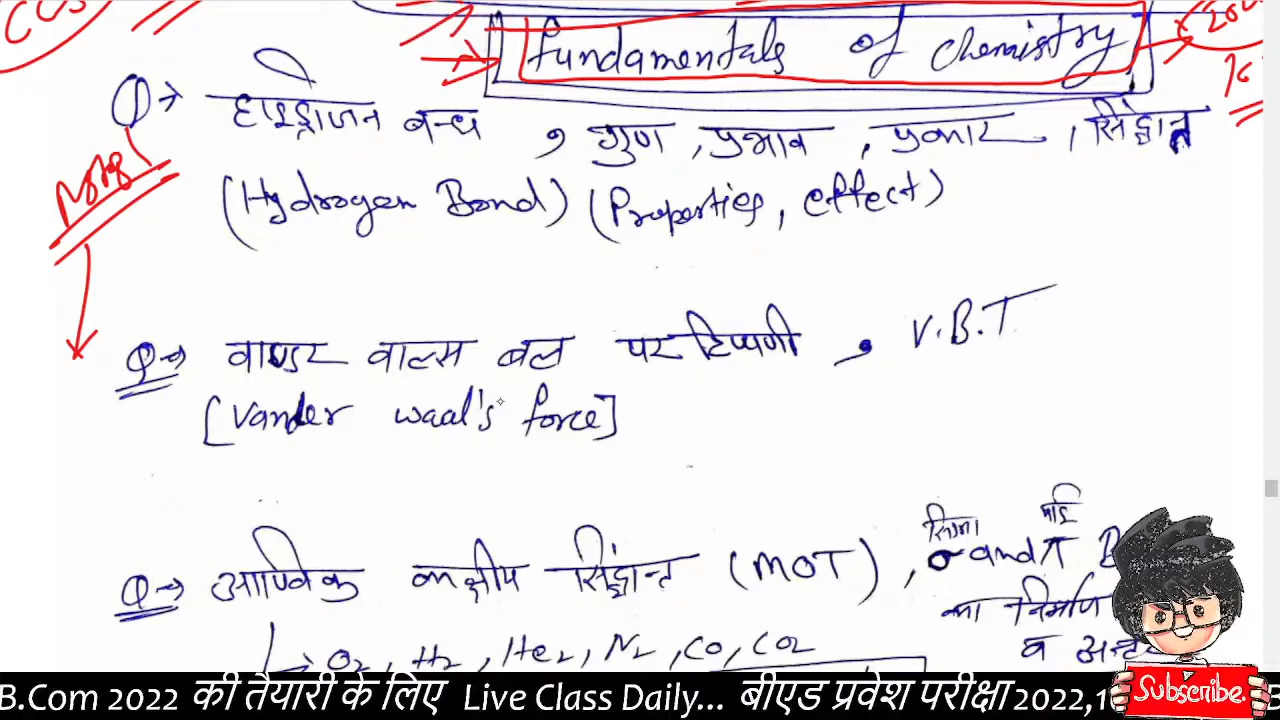 fundamentals of chemistry
Q → हाइड्रोजन बन्ध, गुण, प्रभाव, प्रकार, सिद्धान्त
(Hydrogen Bond) (Properties, effect)
Q → वाण्डर वाल्स बल पर टिप्पणी, V.B.T
[Vander waal's force]
सिग्मा पाई
Q → आण्विक कक्षीय सिद्धान्त (MOT), σ and π B
का निर्माण
व
↳ O2, H2, He2, N2, CO, CO2
B.Com 2022 की तैयारी के लिए Live Class Daily... बीएड प्रवेश परीक्षा 2022,1
Subscribe